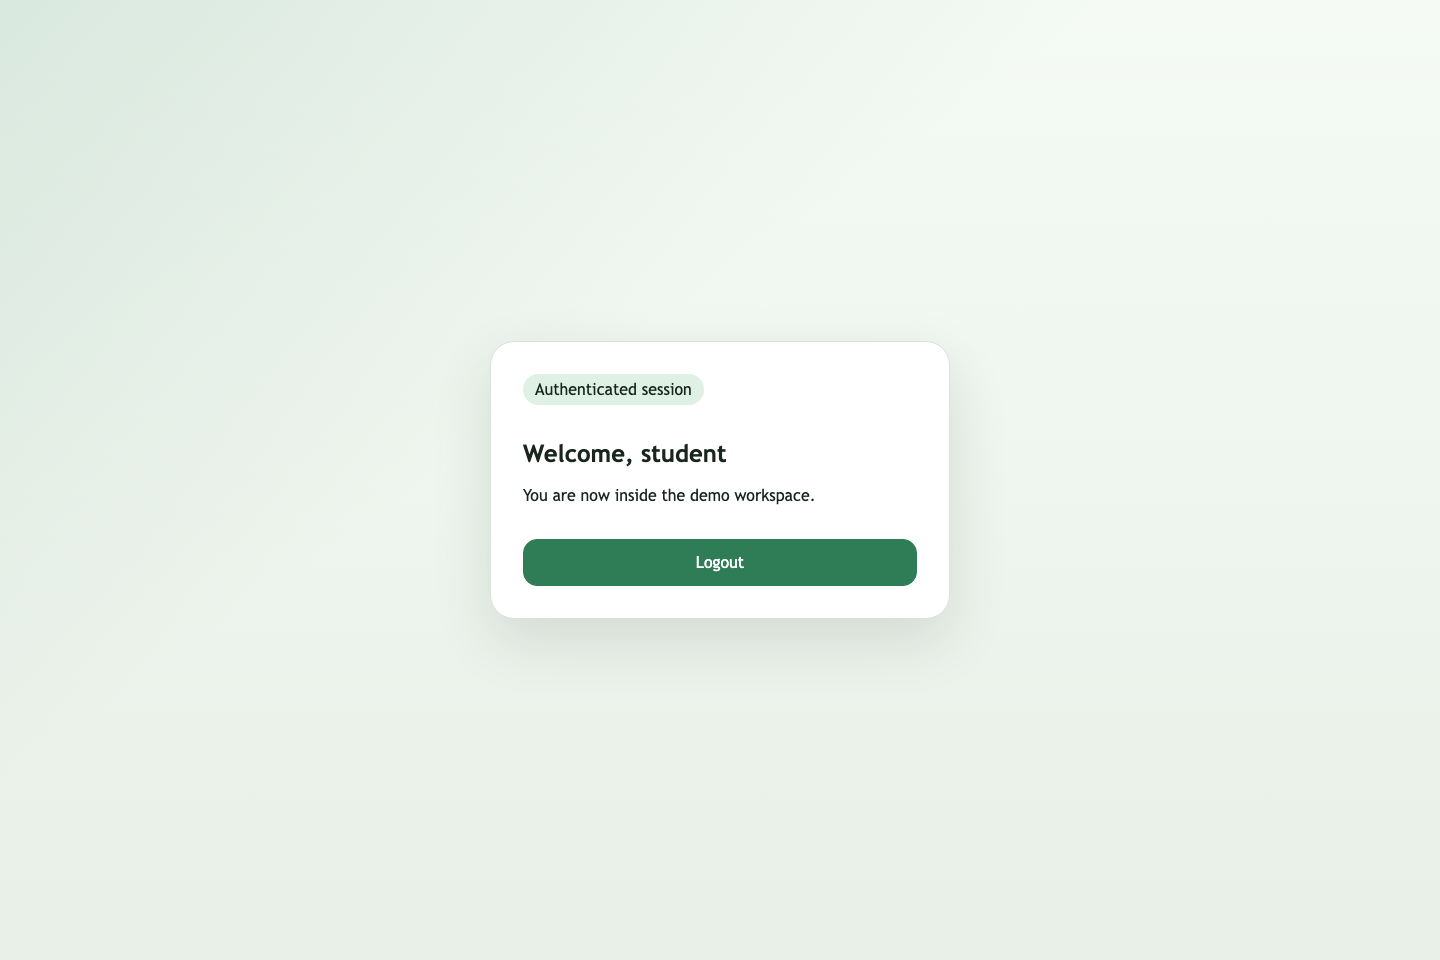 Authenticated session
Welcome, student
You are now inside the demo workspace.
Logout